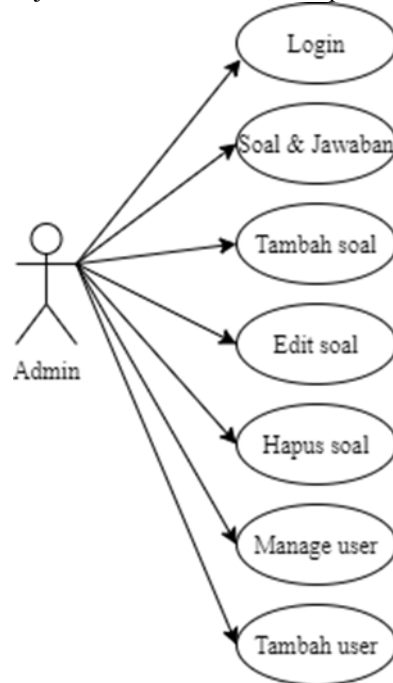 Login
Soal & Jawaban
Tambah soal
Edit soal
Admin
Hapus soal
Manage user
Tambah user